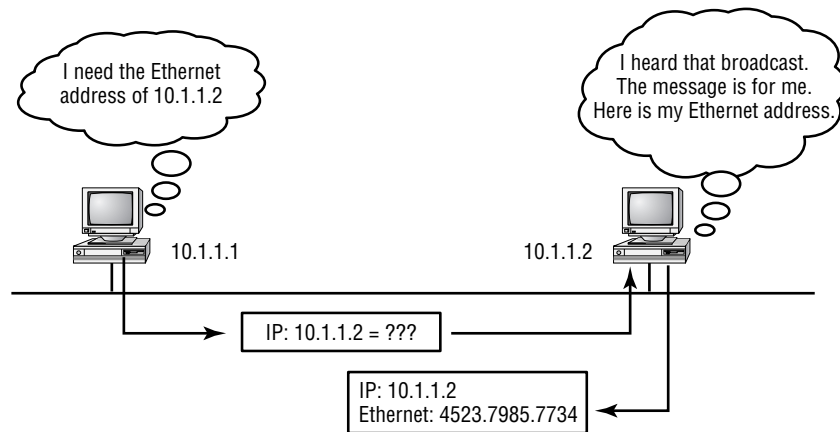 I need the Ethernet
address of 10.1.1.2
I heard that broadcast.
The message is for me.
Here is my Ethernet address.
10.1.1.1
10.1.1.2
IP: 10.1.1.2 = ???
IP: 10.1.1.2
Ethernet: 4523.7985.7734